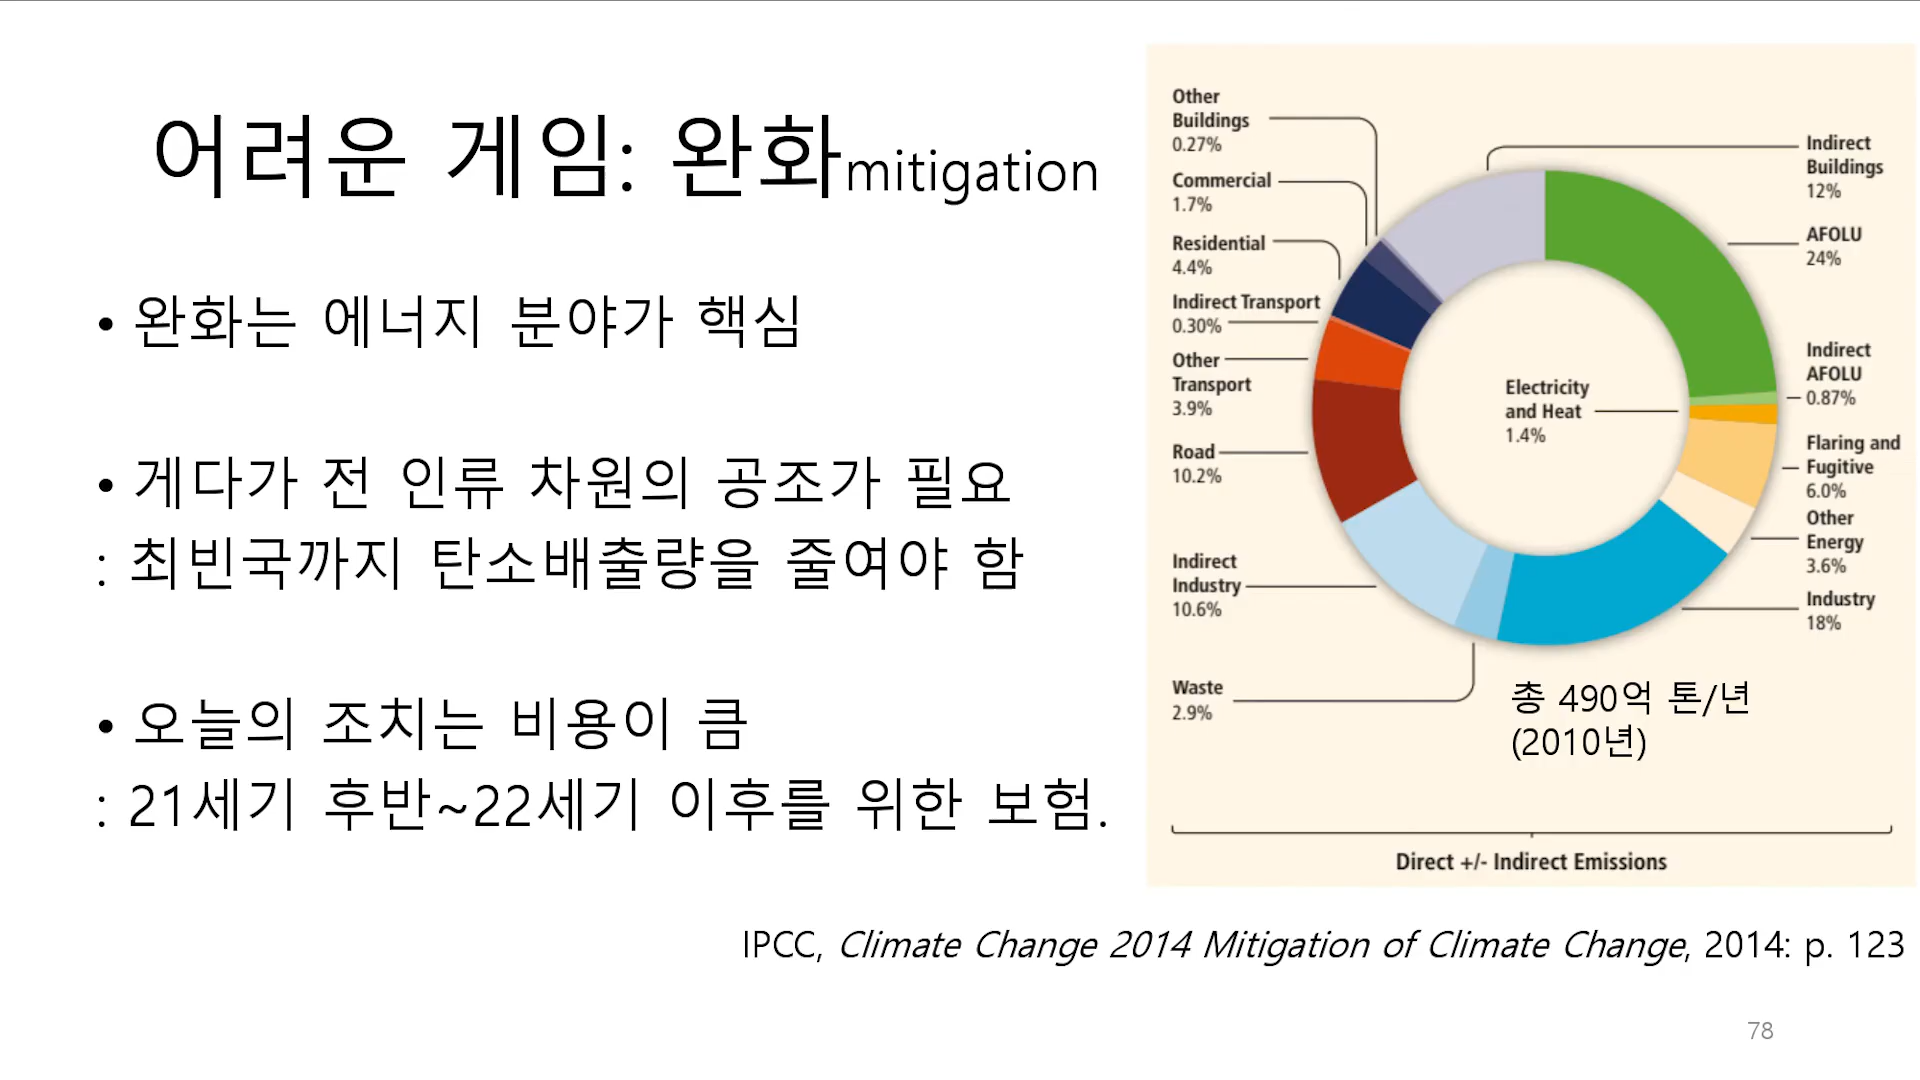 어려운 게임: 완화mitigation
• 완화는 에너지 분야가 핵심
• 게다가 전 인류 차원의 공조가 필요
: 최빈국까지 탄소배출량을 줄여야 함
• 오늘의 조치는 비용이 큼
: 21세기 후반~22세기 이후를 위한 보험.
Other
Buildings
0.27%
Commercial
1.7%
Residential
4.4%
Indirect Transport
0.30%
Other
Transport
3.9%
Road
10.2%
Indirect
Industry
10.6%
Waste
2.9%
Electricity
and Heat
1.4%
Indirect
Buildings
12%
AFOLU
24%
Indirect
AFOLU
0.87%
Flaring and
Fugitive
6.0%
Other
Energy
3.6%
Industry
18%
총 490억 톤/년
(2010년)
Direct +/- Indirect Emissions
IPCC, Climate Change 2014 Mitigation of Climate Change, 2014: p. 123
78